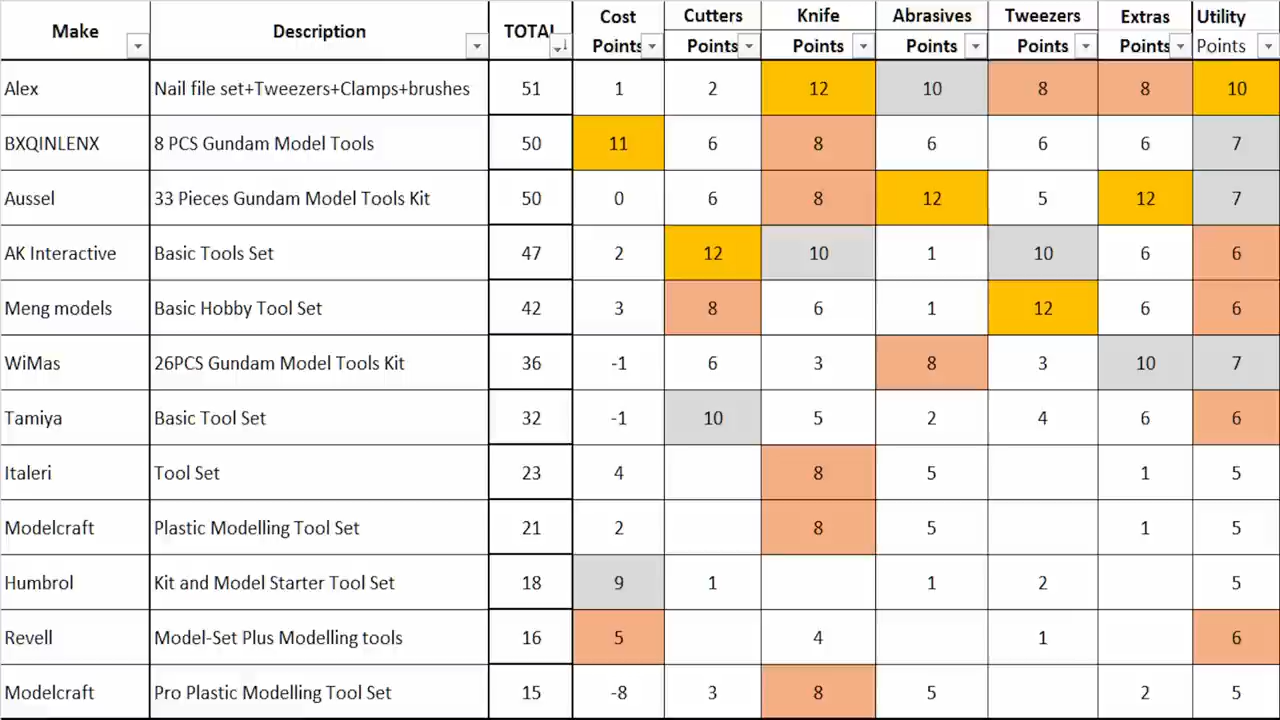 Make Description TOTAL Cost Cutters Knife Abrasives Tweezers Extras Utility
Points Points Points Points Points Points Points
Alex Nail file set+Tweezers+Clamps+brushes 51 1 2 12 10 8 8 10
BXQINLENX 8 PCS Gundam Model Tools 50 11 6 8 6 6 6 7
Aussel 33 Pieces Gundam Model Tools Kit 50 0 6 8 12 5 12 7
AK Interactive Basic Tools Set 47 2 12 10 1 10 6 6
Meng models Basic Hobby Tool Set 42 3 8 6 1 12 6 6
WiMas 26PCS Gundam Model Tools Kit 36 -1 6 3 8 3 10 7
Tamiya Basic Tool Set 32 -1 10 5 2 4 6 6
Italeri Tool Set 23 4 8 5 1 5
Modelcraft Plastic Modelling Tool Set 21 2 8 5 1 5
Humbrol Kit and Model Starter Tool Set 18 9 1 1 2 5
Revell Model-Set Plus Modelling tools 16 5 4 1 6
Modelcraft Pro Plastic Modelling Tool Set 15 -8 3 8 5 2 5